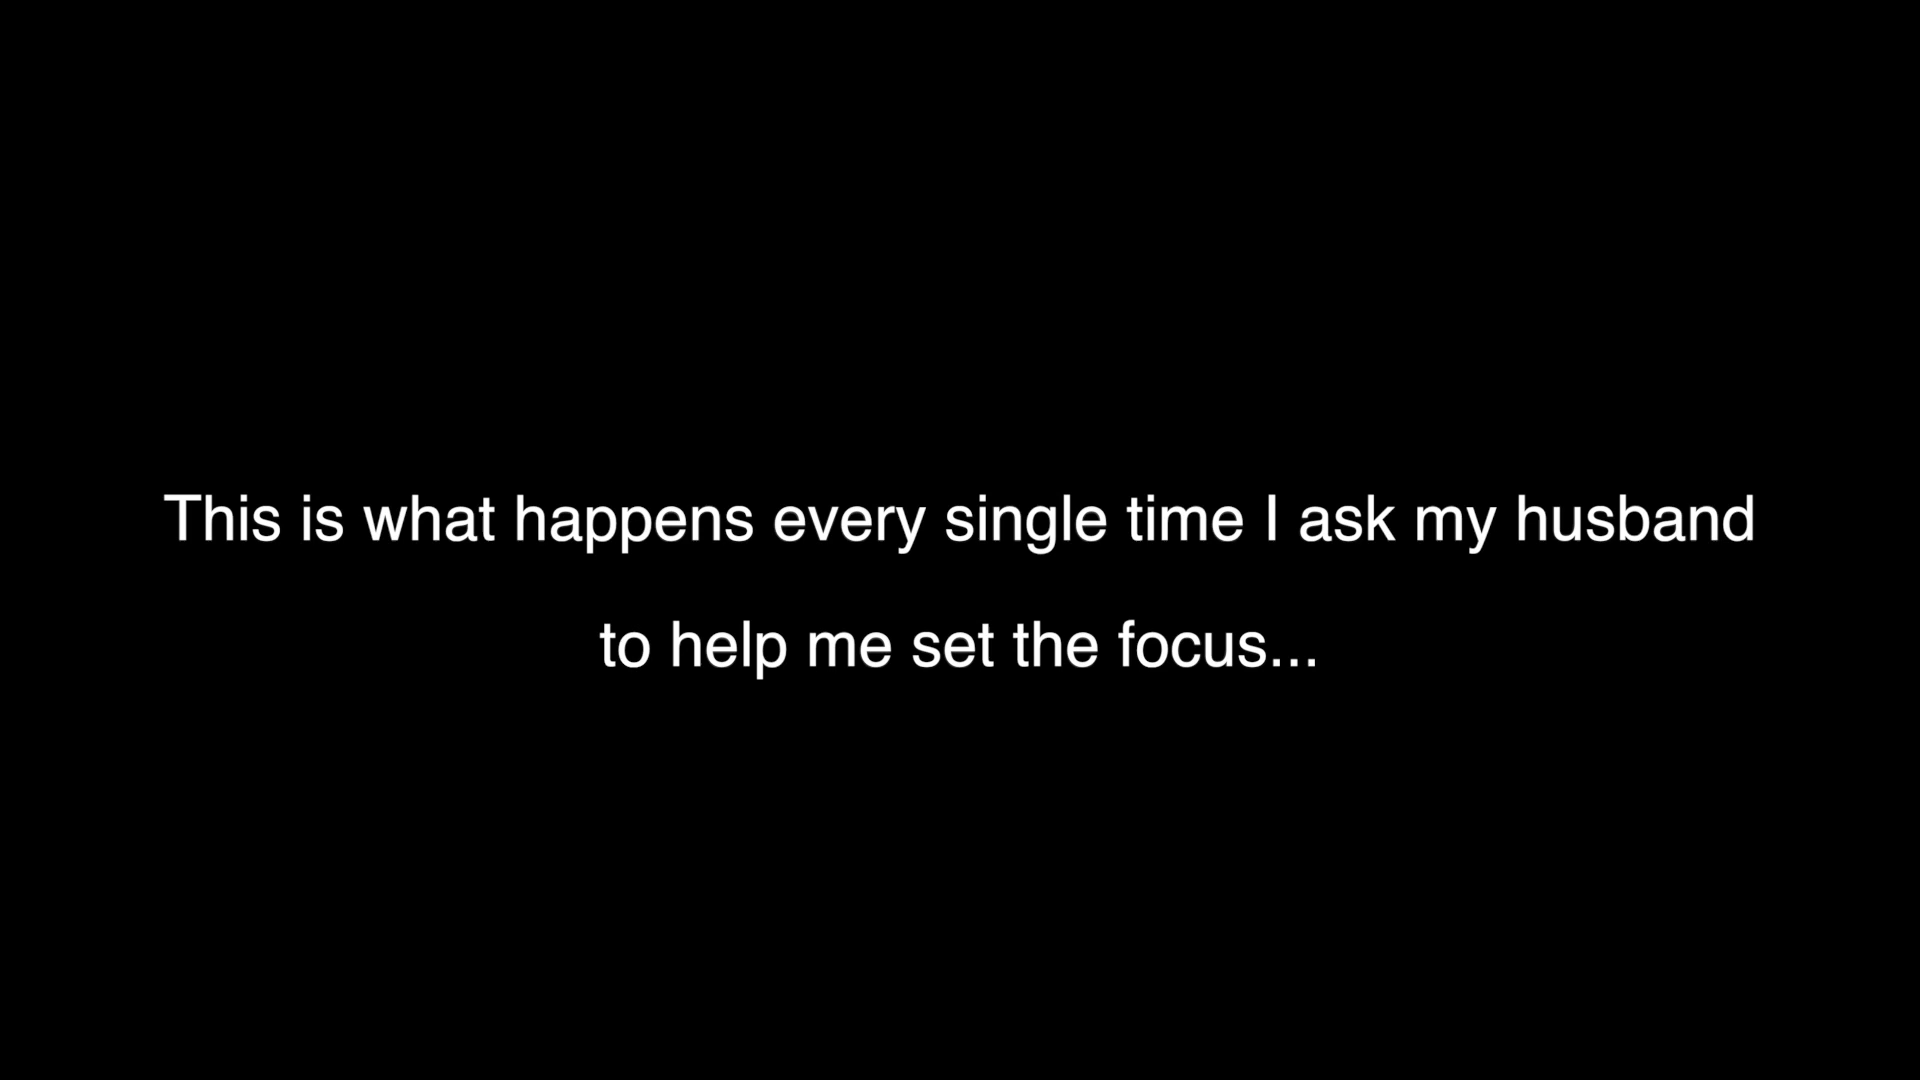 This is what happens every single time I ask my husband
to help me set the focus...